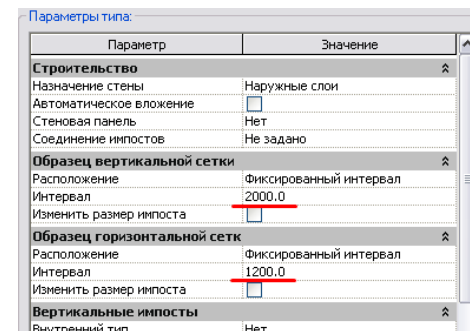 Параметры типа:
Параметр Значение
Строительство
Назначение стены Наружные слои
Автоматическое вложение
Стеновая панель Нет
Соединение импостов Не задано
Образец вертикальной сетки
Расположение Фиксированный интервал
Интервал 2000.0
Изменить размер импоста
Образец горизонтальной сетк
Расположение Фиксированный интервал
Интервал 1200.0
Изменить размер импоста
Вертикальные импосты
Внутренний тип Нет